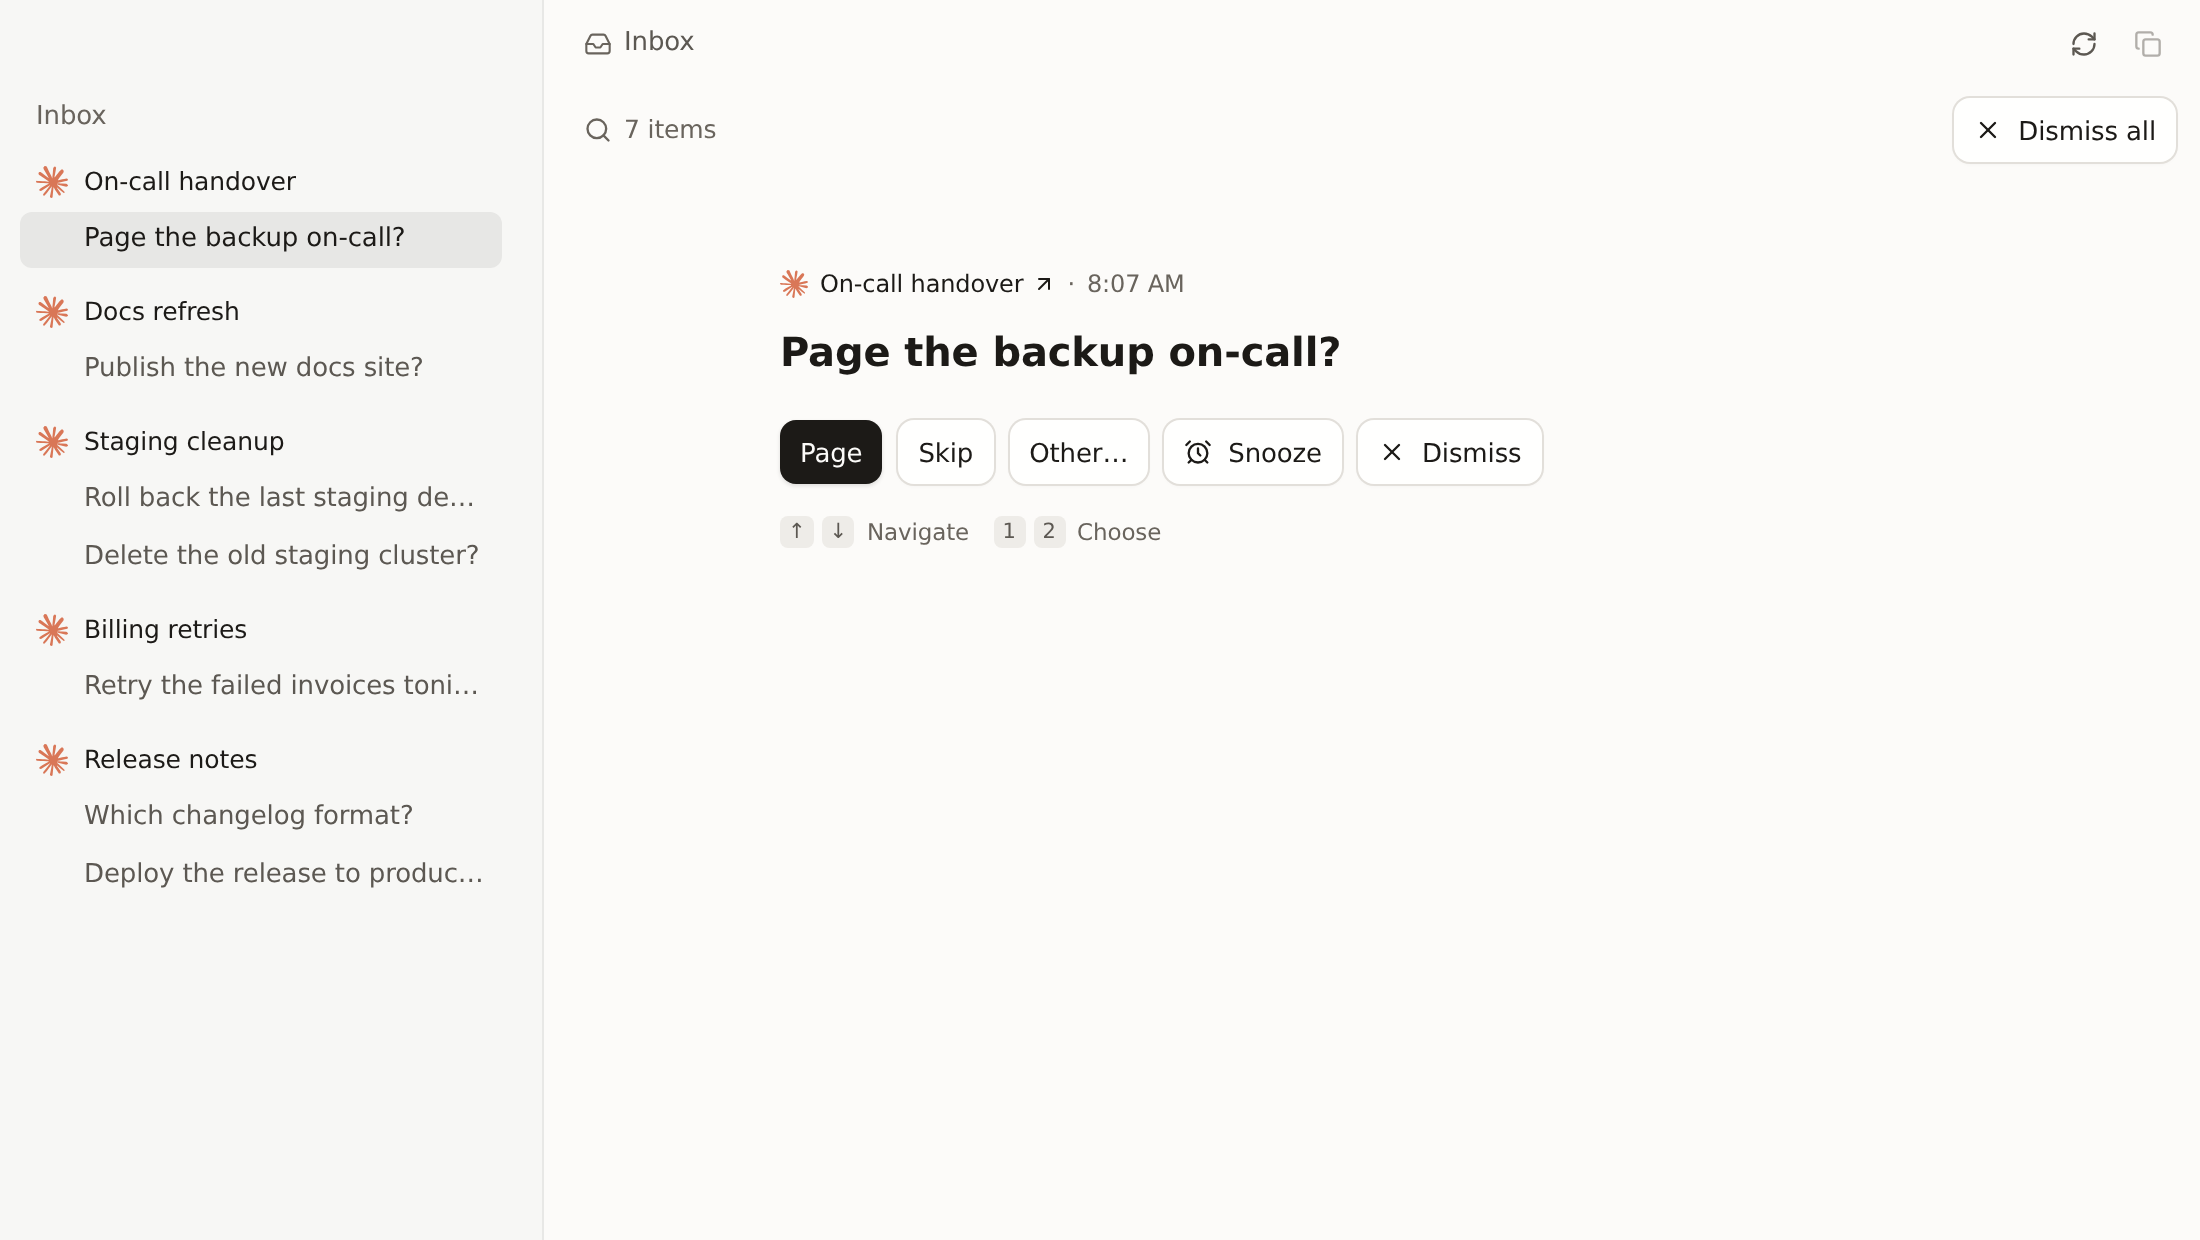 Inbox
On-call handover
Page the backup on-call?
Docs refresh
Publish the new docs site?
Staging cleanup
Roll back the last staging de…
Delete the old staging cluster?
Billing retries
Retry the failed invoices toni…
Release notes
Which changelog format?
Deploy the release to produc…
Inbox
7 items
Dismiss all
On-call handover ↗ · 8:07 AM
Page the backup on-call?
Page Skip Other… Snooze Dismiss
↑ ↓ Navigate 1 2 Choose